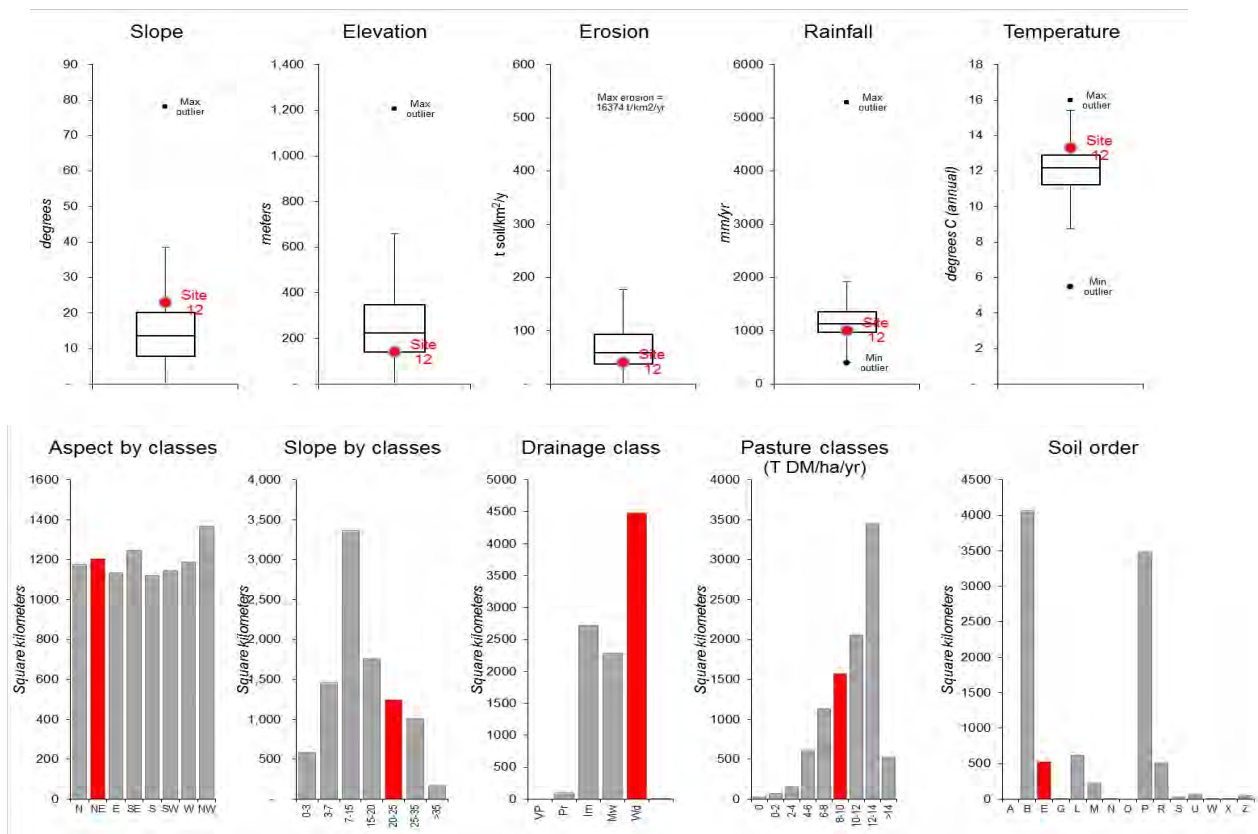 Slope
Elevation
Erosion
Rainfall
Temperature
90
80
70
60
50
40
30
20
10
-
degrees
Max
outlier
Site
12
1,400
1,200
1,000
800
600
400
200
-
meters
Max
outlier
Site
12
600
500
400
300
200
100
-
t soil/km²/y
Max erosion =
16374 t/km2/yr
Site
12
6000
5000
4000
3000
2000
1000
0
mm/yr
Max
outlier
Site
12
Min
outlier
18
16
14
12
10
8
6
4
2
-
degrees C (annual)
Max
outlier
Site
12
Min
outlier
Aspect by classes
Slope by classes
Drainage class
Pasture classes
(T DM/ha/yr)
Soil order
1600
1400
1200
1000
800
600
400
200
0
Square kilometers
N NE E SE S SW W NW
4,000
3,500
3,000
2,500
2,000
1,500
1,000
500
-
Square kilometers
0-3 3-7 7-15 15-20 20-25 25-35 >35
5000
4500
4000
3500
3000
2500
2000
1500
1000
500
0
Square kilometers
VP Pr Im Mw Wd
4000
3500
3000
2500
2000
1500
1000
500
0
Square kilometers
0 0-2 2-4 4-6 6-8 8-10 10-12 12-14 >14
4500
4000
3500
3000
2500
2000
1500
1000
500
0
Square kilometers
A B E G L M N O P R S U W X Z